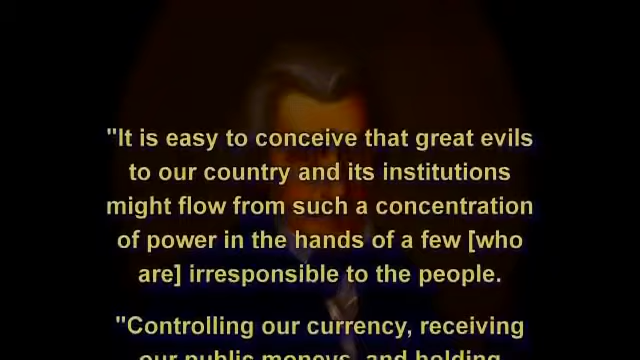 "It is easy to conceive that great evils
to our country and its institutions
might flow from such a concentration
of power in the hands of a few [who
are] irresponsible to the people.
"Controlling our currency, receiving
our public moneys, and holding